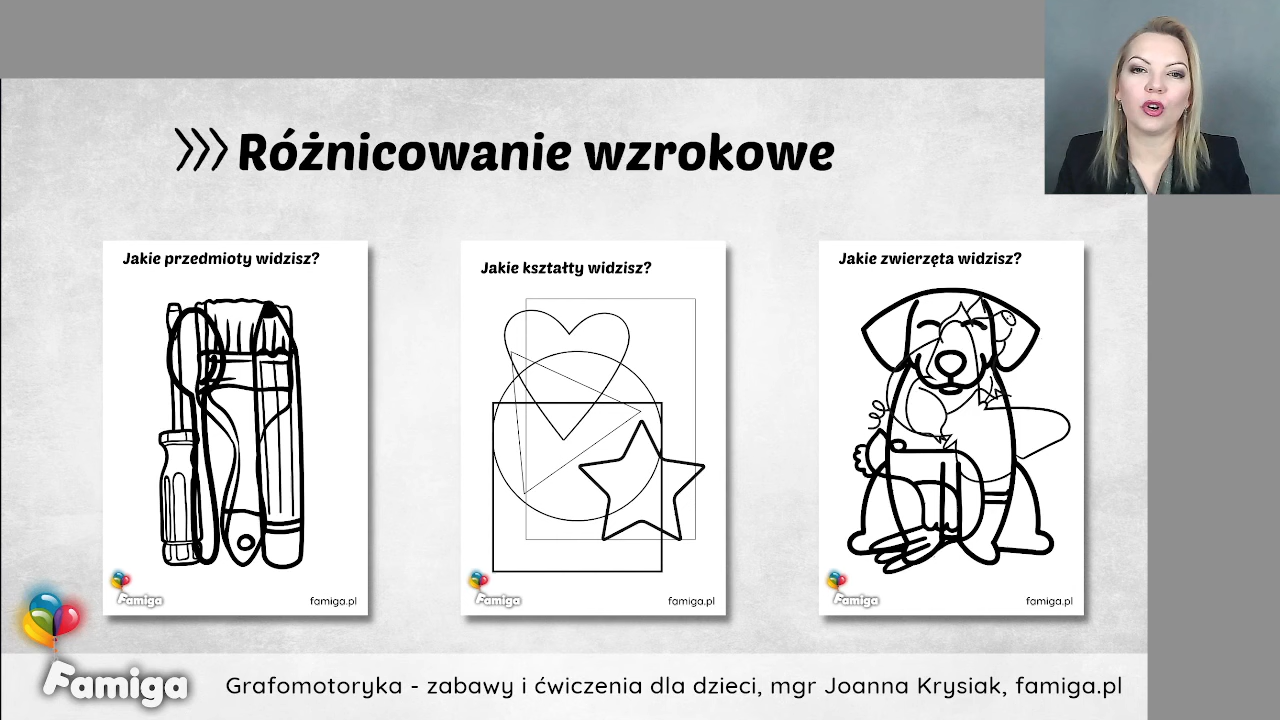 >>> Różnicowanie wzrokowe
Jakie przedmioty widzisz?
Famiga
famiga.pl
Jakie kształty widzisz?
Famiga
famiga.pl
Jakie zwierzęta widzisz?
Famiga
famiga.pl
Famiga
Grafomotoryka - zabawy i ćwiczenia dla dzieci, mgr Joanna Krysiak, famiga.pl